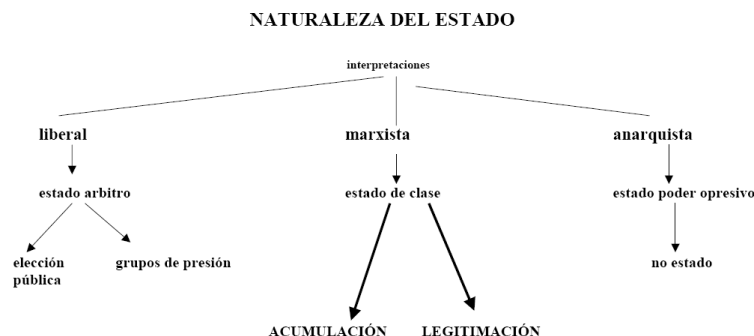 NATURALEZA DEL ESTADO
interpretaciones
liberal marxista anarquista
estado arbitro estado de clase estado poder opresivo
elección grupos de presión no estado
pública
ACUMULACIÓN LEGITIMACIÓN